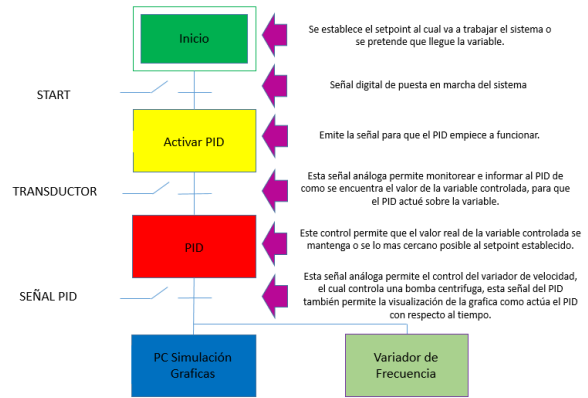 Inicio
Se establece el setpoint al cual va a trabajar el sistema o
se pretende que llegue la variable.
START
Señal digital de puesta en marcha del sistema
Activar PID
Emite la señal para que el PID empiece a funcionar.
TRANSDUCTOR
Esta señal análoga permite monitorear e informar al PID de
como se encuentra el valor de la variable controlada, para que
el PID actué sobre la variable.
PID
Este control permite que el valor real de la variable controlada se
mantenga o se lo mas cercano posible al setpoint establecido.
SEÑAL PID
Esta señal análoga permite el control del variador de velocidad,
el cual controla una bomba centrifuga, esta señal del PID
también permite la visualización de la grafica como actúa el PID
con respecto al tiempo.
PC Simulación
Graficas
Variador de
Frecuencia